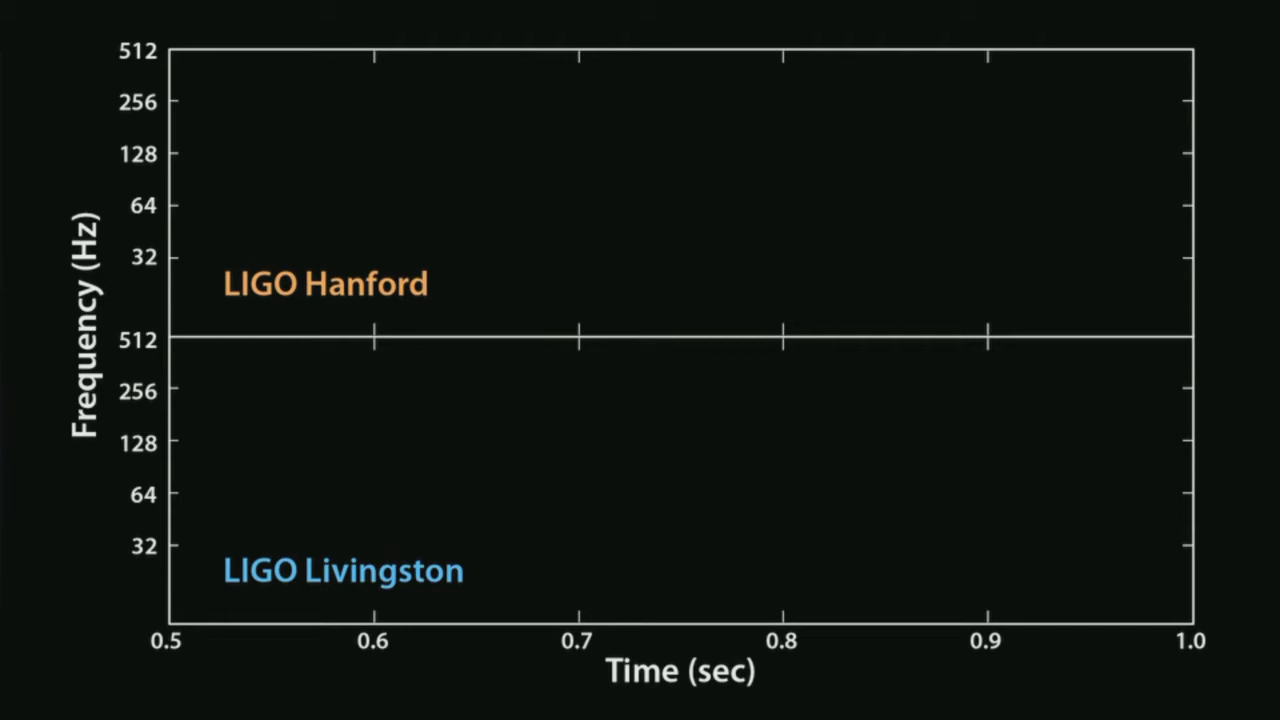 512
256
128
64
32
LIGO Hanford
Frequency (Hz)
512
256
128
64
32
LIGO Livingston
0.5 0.6 0.7 0.8 0.9 1.0
Time (sec)